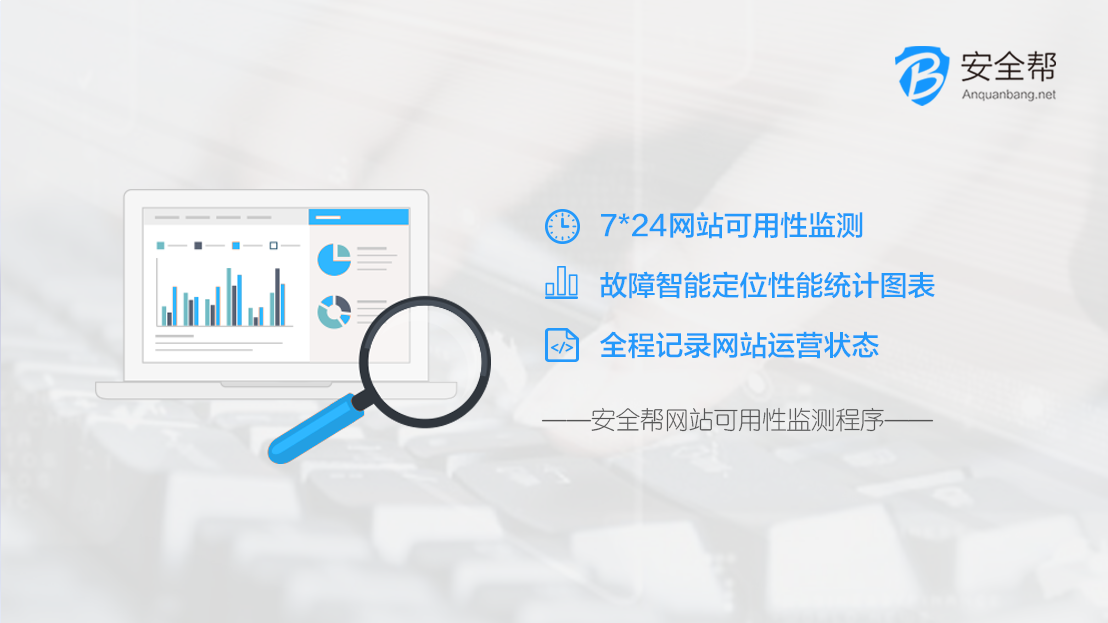 安全帮
Anquanbang.net
7*24网站可用性监测
故障智能定位性能统计图表
全程记录网站运营状态
——安全帮网站可用性监测程序——